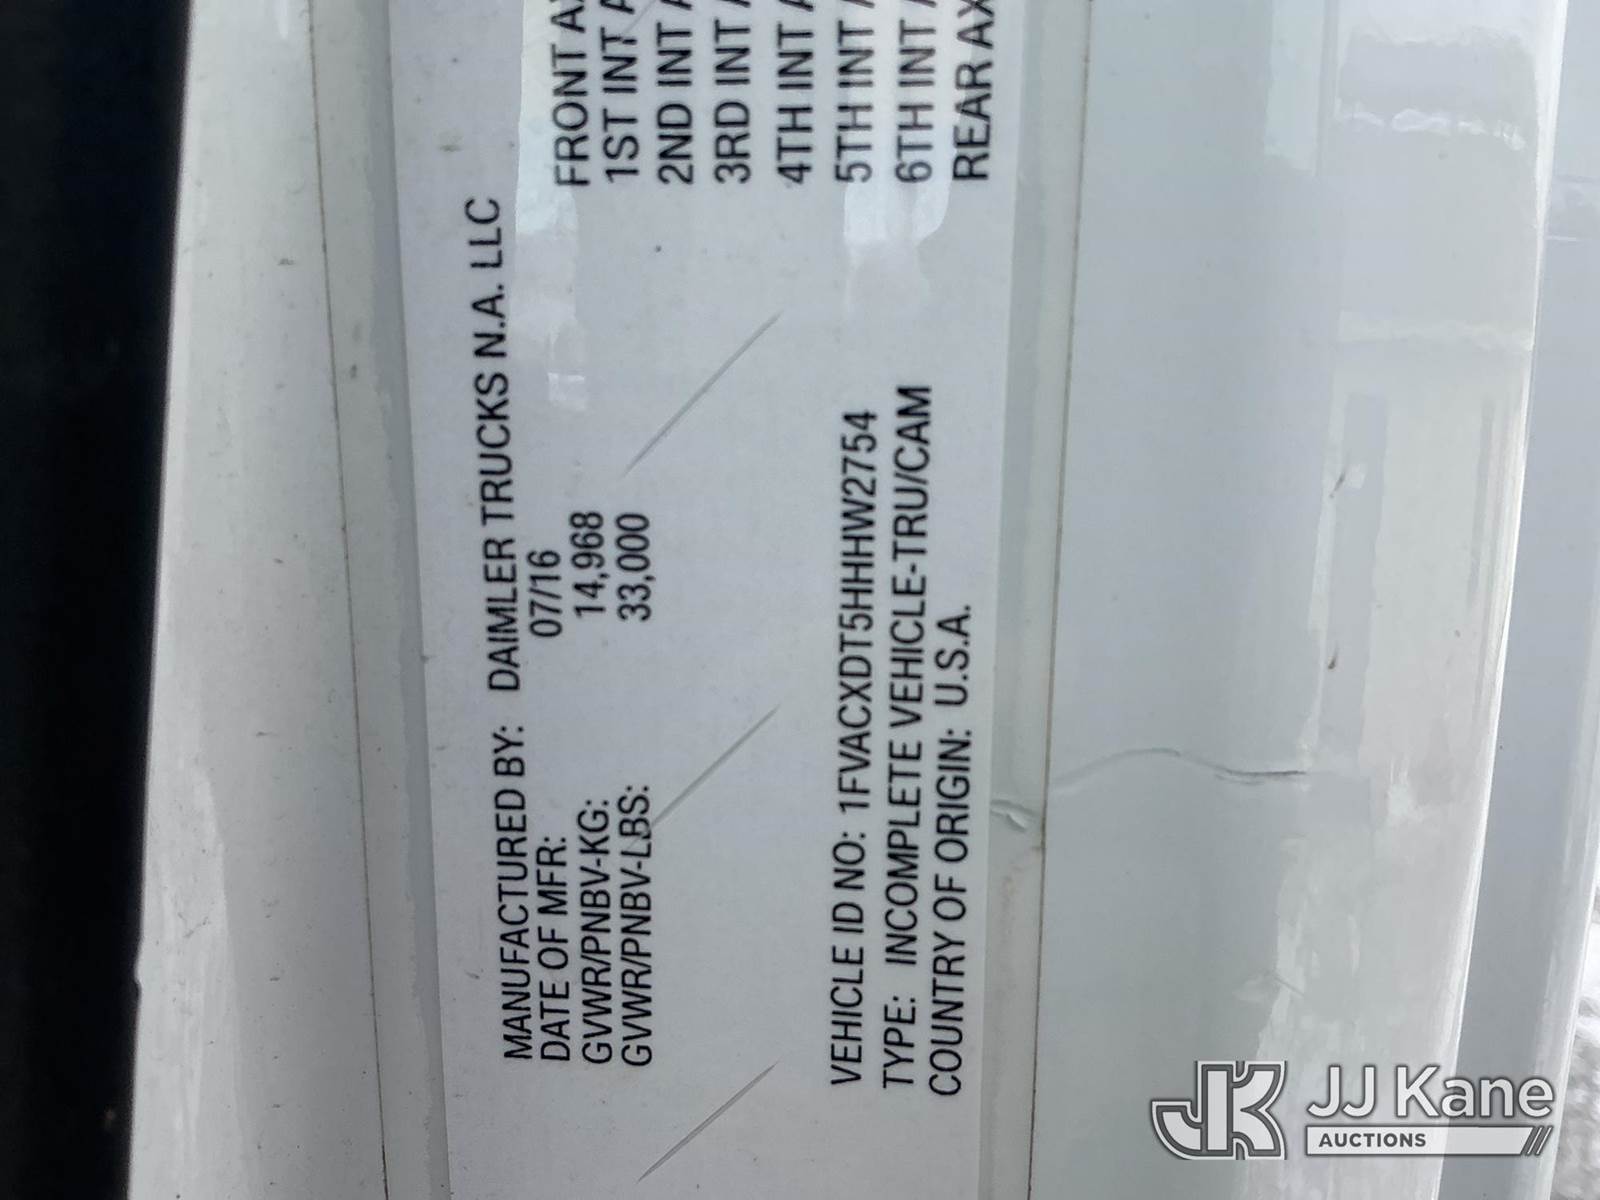 MANUFACTURED BY: DAIMLER TRUCKS N.A. LLC
DATE OF MFR: 07/16
GVWR/PNBV-KG: 14,968
GVWR/PNBV-LBS: 33,000
VEHICLE ID NO: 1FVACXDT5HHHW2754
TYPE: INCOMPLETE VEHICLE-TRU/CAM
COUNTRY OF ORIGIN: U.S.A.
FRONT
1ST INT
2ND INT
3RD INT
4TH INT
5TH INT
6TH INT
REAR
JK JJ Kane
AUCTIONS